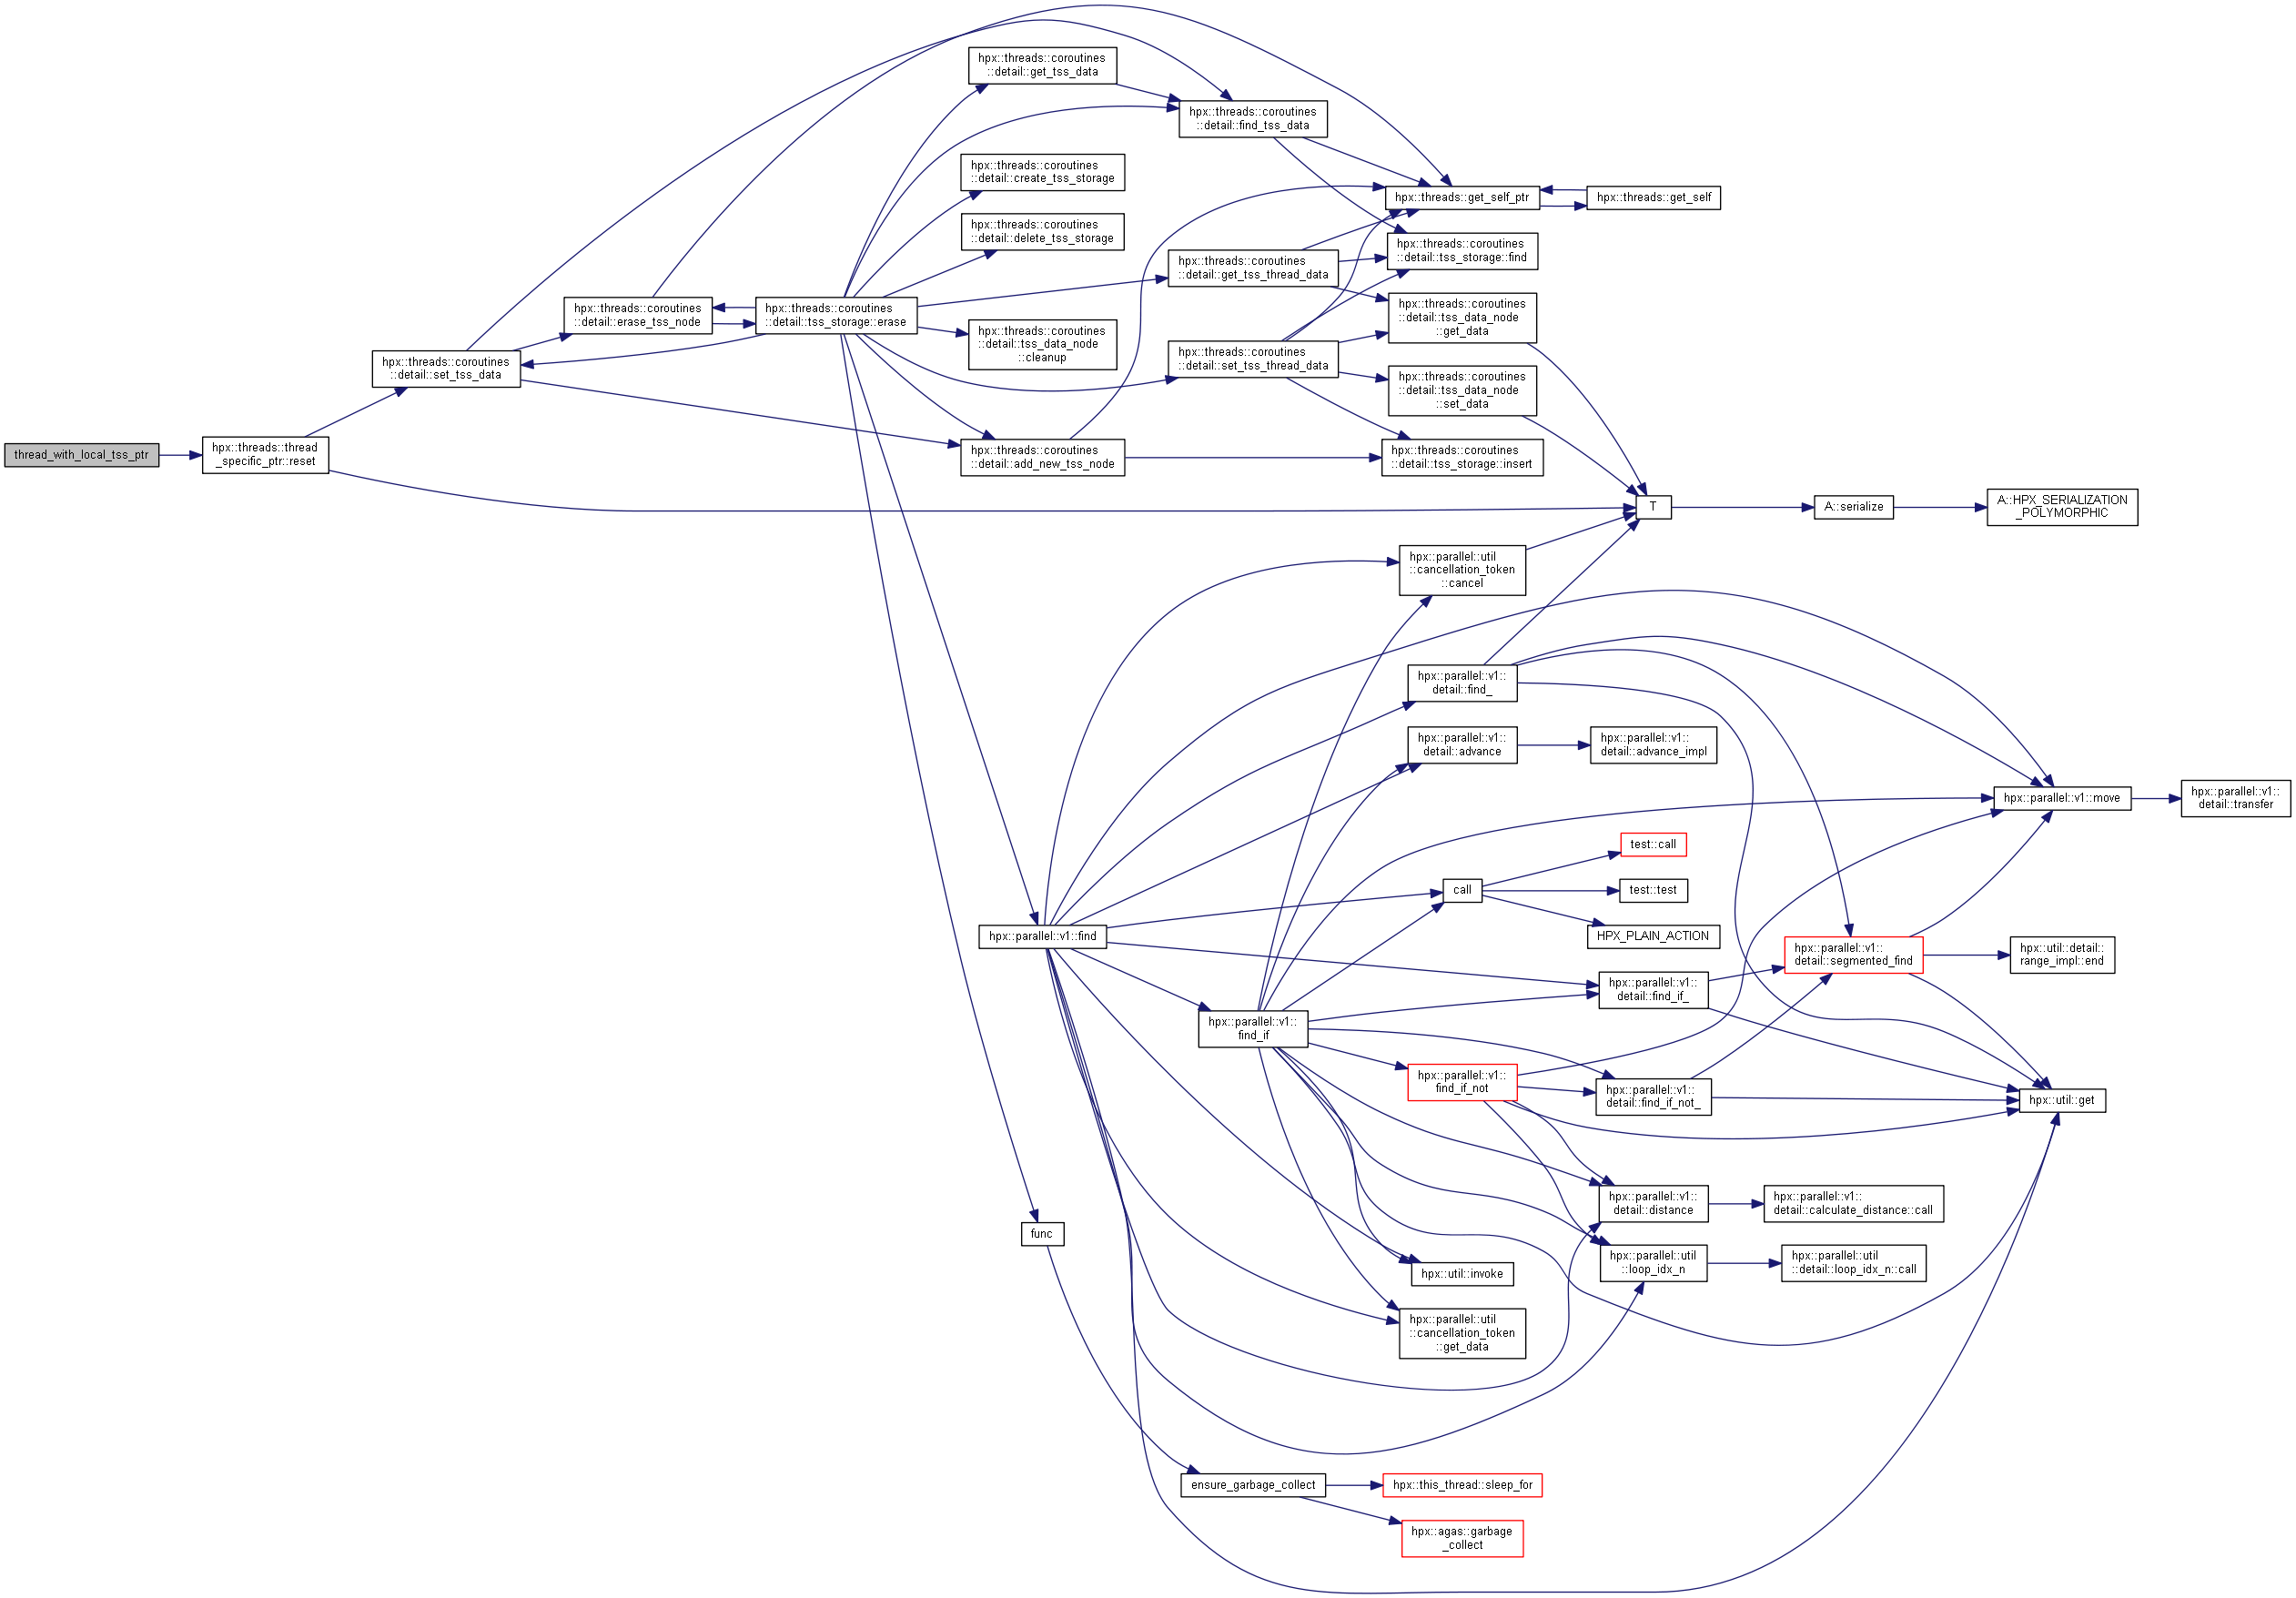 thread_with_local_tss_ptr
hpx::threads::thread
_specific_ptr::reset
hpx::threads::coroutines
::detail::set_tss_data
hpx::threads::coroutines
::detail::erase_tss_node
hpx::threads::coroutines
::detail::tss_storage::erase
hpx::threads::coroutines
::detail::get_tss_data
hpx::threads::coroutines
::detail::create_tss_storage
hpx::threads::coroutines
::detail::delete_tss_storage
hpx::threads::coroutines
::detail::tss_data_node
::cleanup
hpx::threads::coroutines
::detail::add_new_tss_node
hpx::parallel::v1::find
func
hpx::threads::coroutines
::detail::find_tss_data
hpx::threads::coroutines
::detail::get_tss_thread_data
hpx::threads::coroutines
::detail::set_tss_thread_data
hpx::parallel::v1::
find_if
ensure_garbage_collect
hpx::threads::get_self_ptr
hpx::threads::coroutines
::detail::tss_storage::find
hpx::threads::coroutines
::detail::tss_data_node
::get_data
hpx::threads::coroutines
::detail::tss_data_node
::set_data
hpx::threads::coroutines
::detail::tss_storage::insert
hpx::parallel::util
::cancellation_token
::cancel
hpx::parallel::v1::
detail::find_
hpx::parallel::v1::
detail::advance
call
hpx::parallel::v1::
find_if_not
hpx::util::invoke
hpx::parallel::util
::cancellation_token
::get_data
hpx::this_thread::sleep_for
hpx::agas::garbage
_collect
hpx::threads::get_self
T
hpx::parallel::v1::
detail::advance_impl
test::call
test::test
HPX_PLAIN_ACTION
hpx::parallel::v1::
detail::find_if_
hpx::parallel::v1::
detail::find_if_not_
hpx::parallel::v1::
detail::distance
hpx::parallel::util
::loop_idx_n
A::serialize
hpx::parallel::v1::
detail::segmented_find
hpx::parallel::v1::
detail::calculate_distance::call
hpx::parallel::util
::detail::loop_idx_n::call
A::HPX_SERIALIZATION
_POLYMORPHIC
hpx::parallel::v1::move
hpx::util::detail::
range_impl::end
hpx::util::get
hpx::parallel::v1::
detail::transfer